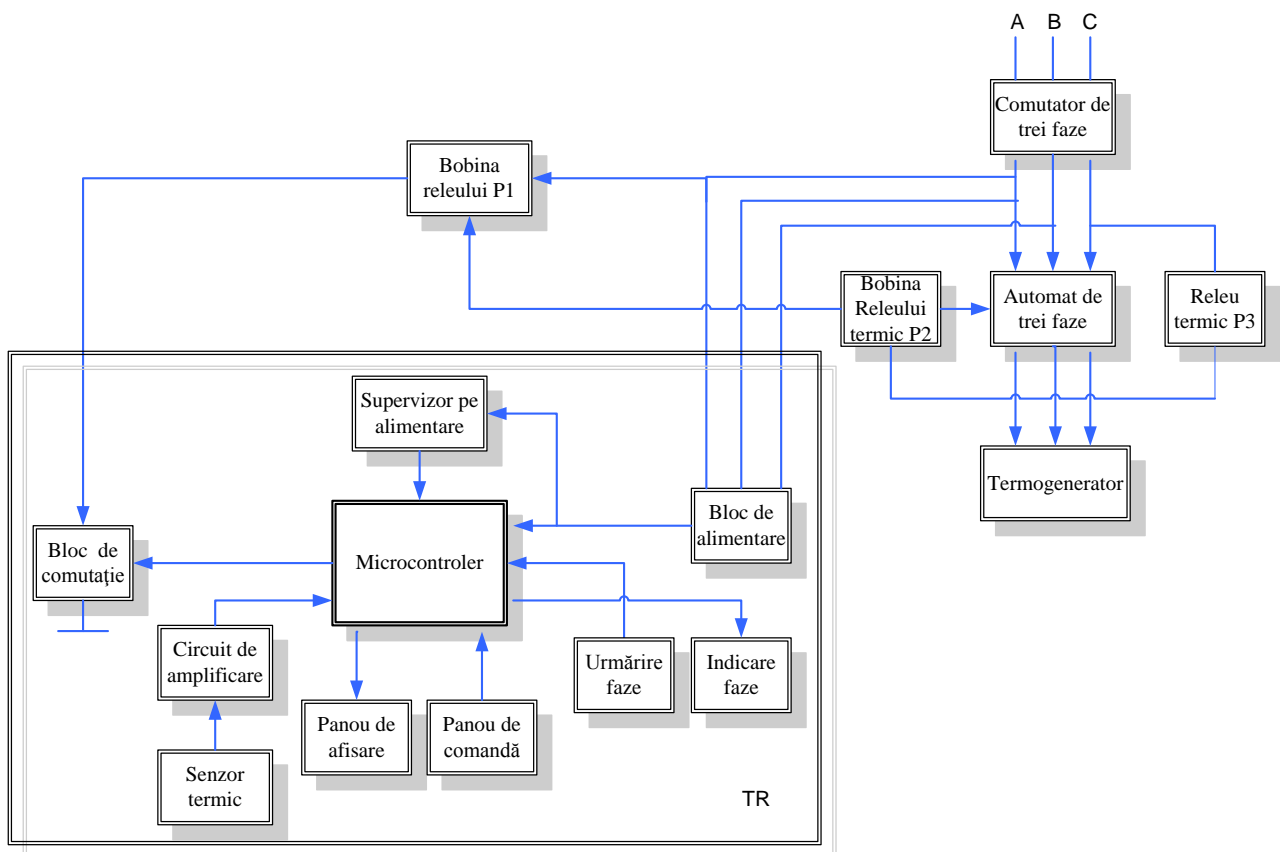 A B C
Comutator de
trei faze
Bobina
releului P1
Bobina
Releului
termic P2
Automat de
trei faze
Releu
termic P3
Supervizor pe
alimentare
Termogenerator
Bloc de
alimentare
Bloc de
comutaţie
Microcontroler
Circuit de
amplificare
Urmărire
faze
Indicare
faze
Panou de
afisare
Panou de
comandă
Senzor
termic
TR